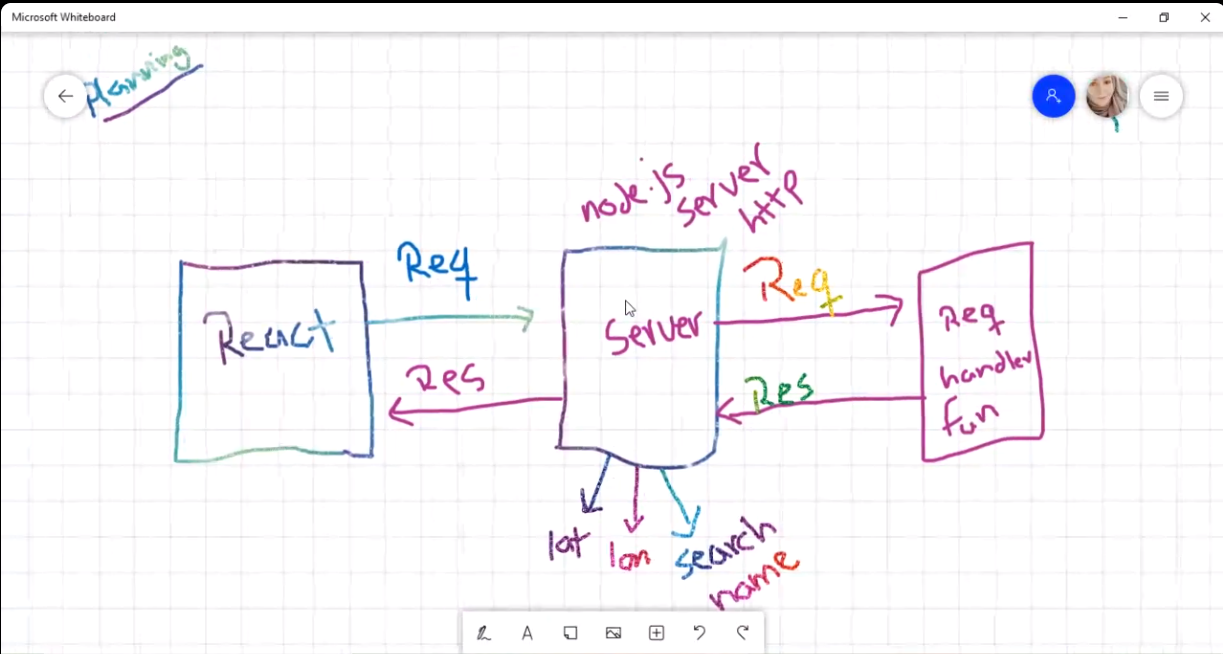 Microsoft Whiteboard
planning
node.js server
http
Req
Req
React
Server
Req
handler
fun
Res
Res
lat
lon
search
name
A